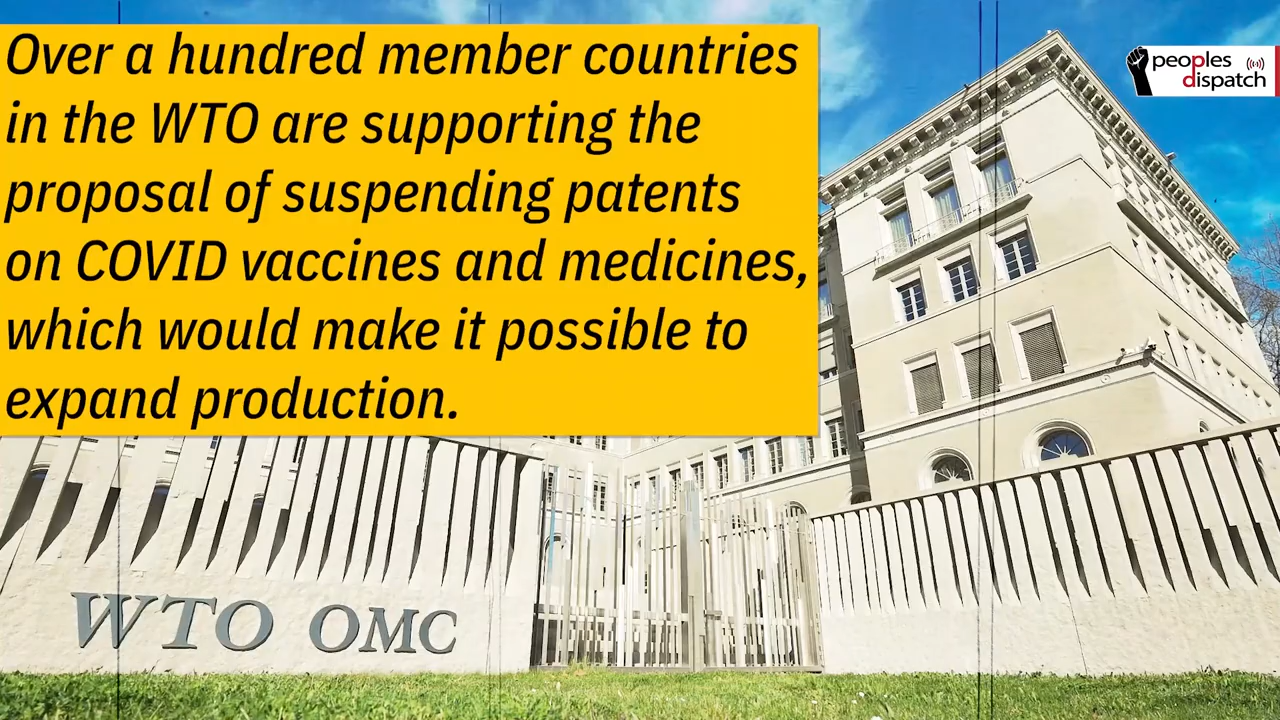 Over a hundred member countries
in the WTO are supporting the
proposal of suspending patents
on COVID vaccines and medicines,
which would make it possible to
expand production.
peoples
dispatch
WTO OMC